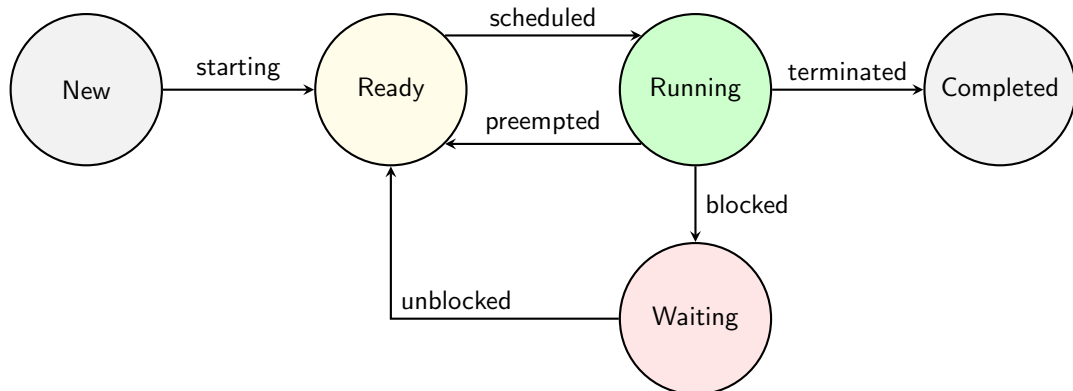 scheduled
starting
terminated
New
Ready
Running
Completed
preempted
blocked
unblocked
Waiting